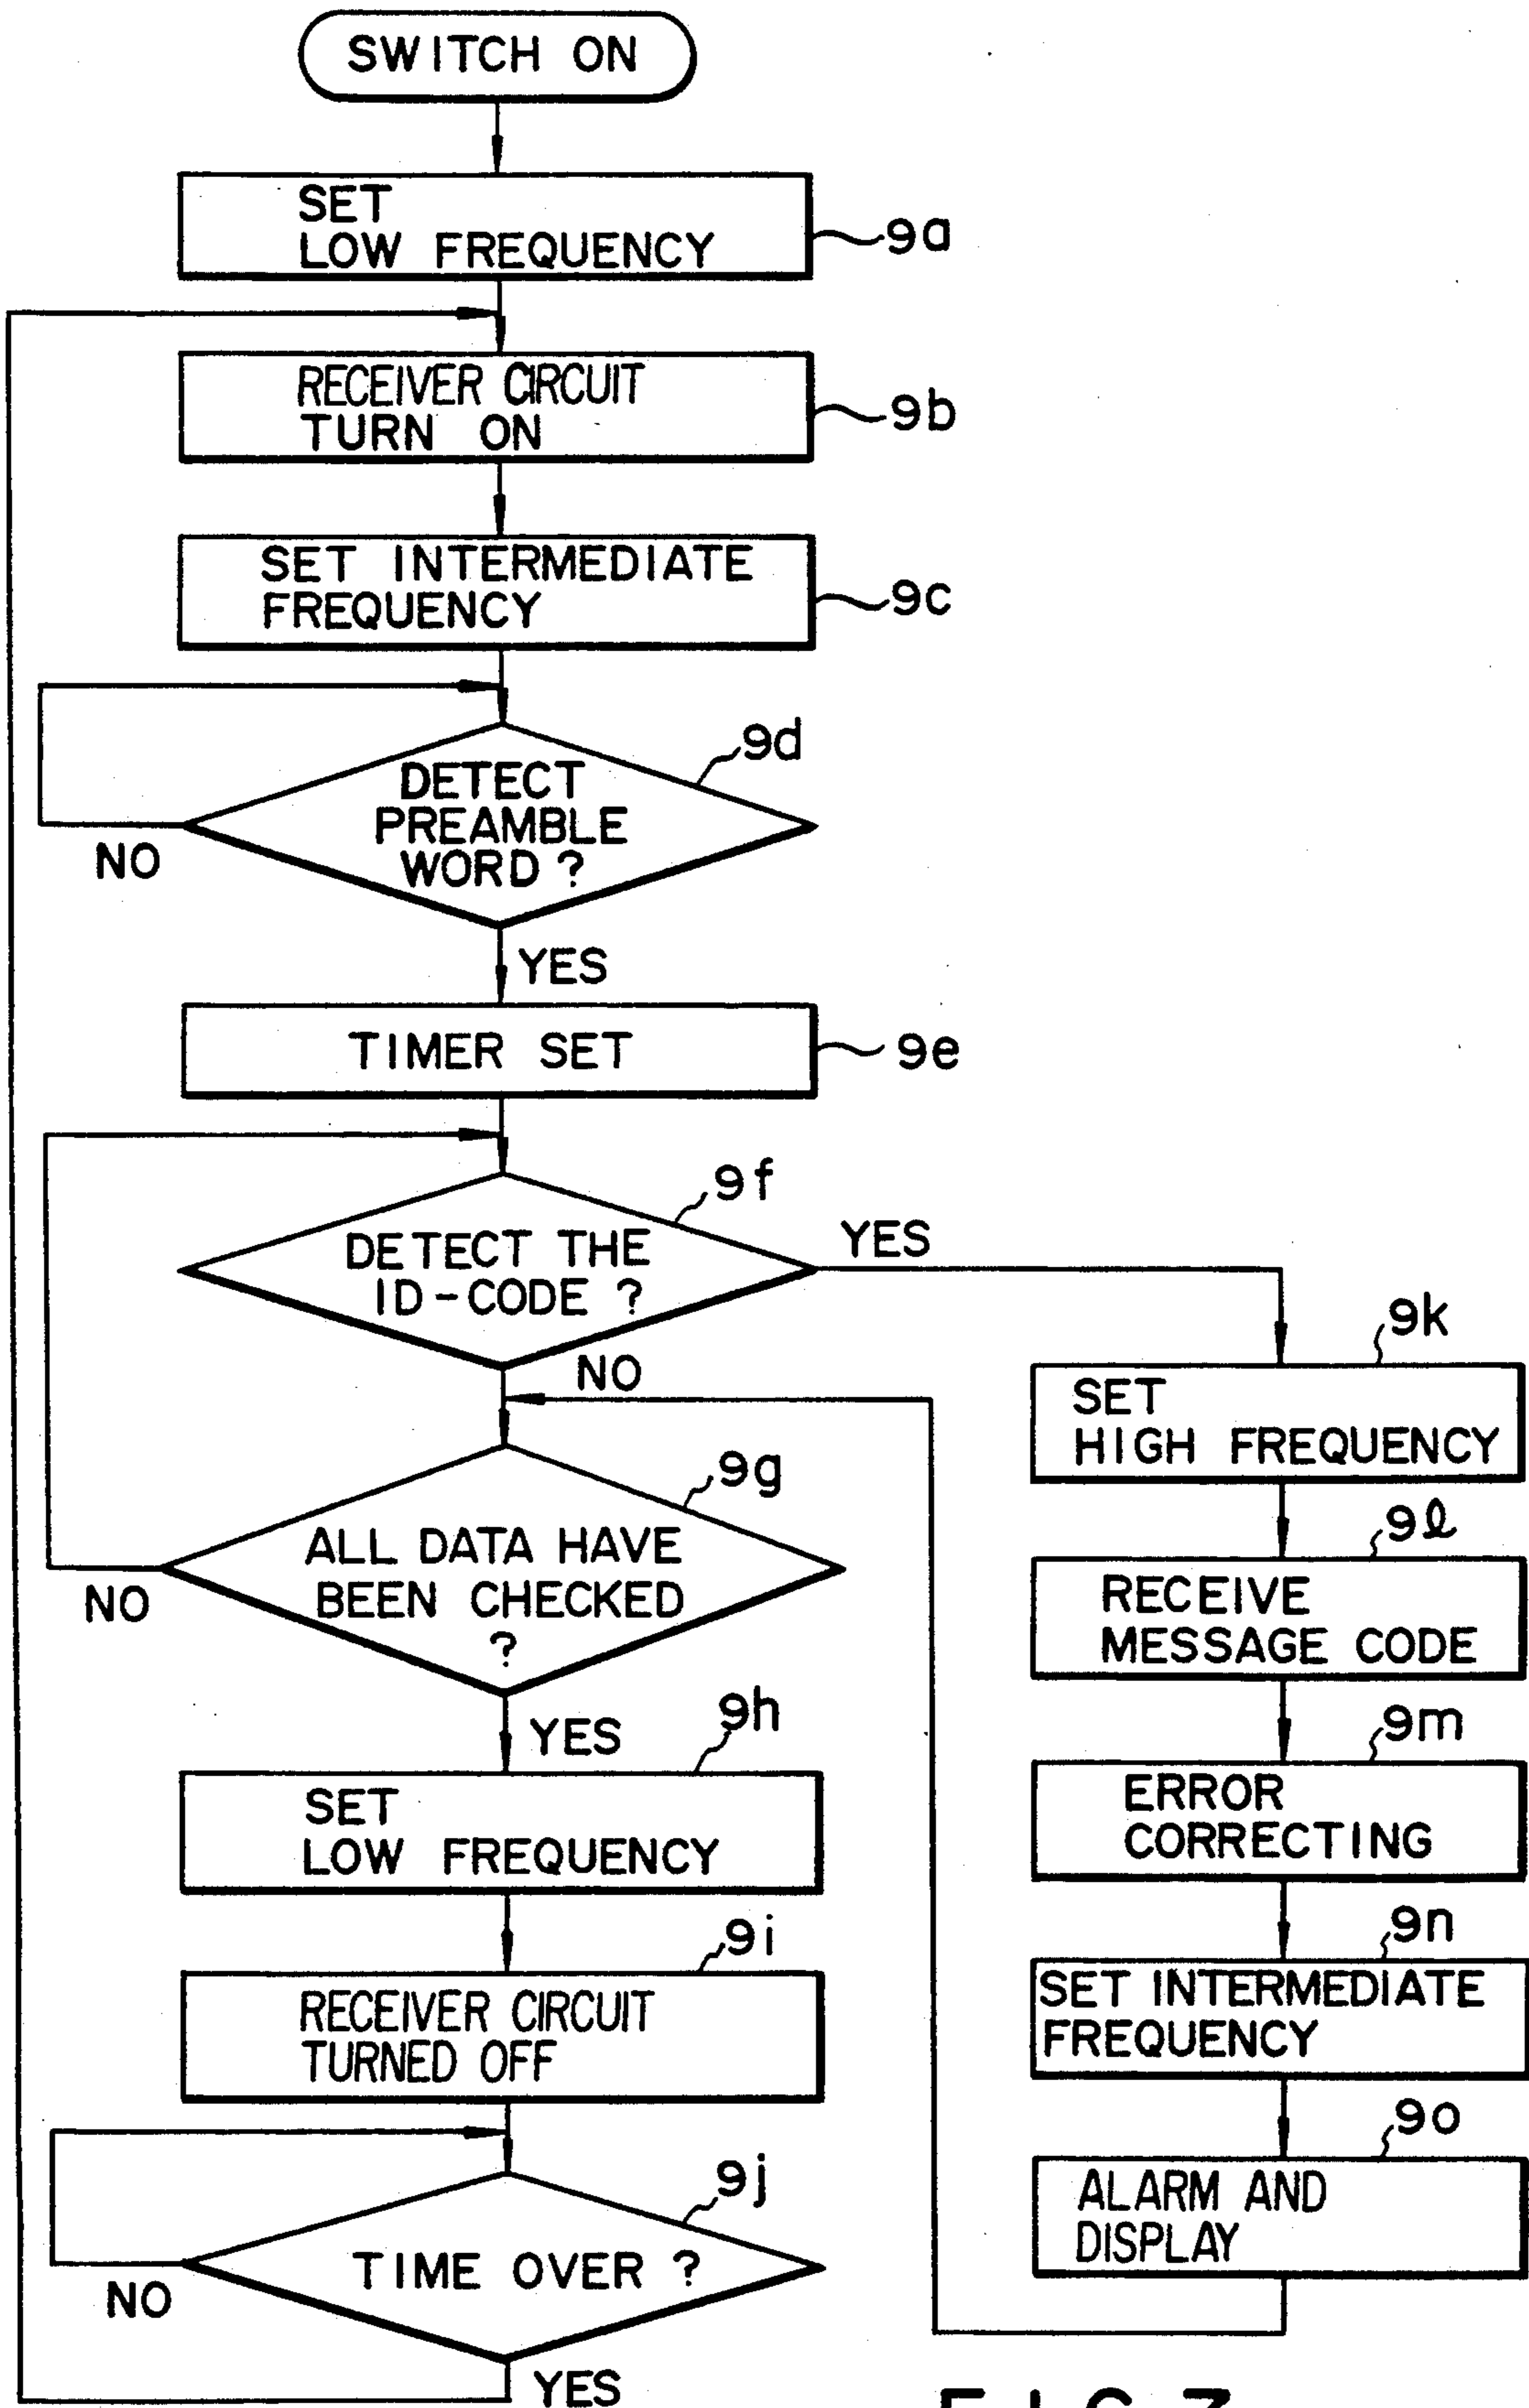 SWITCH ON
SET
LOW FREQUENCY
9a
RECEIVER CIRCUIT
TURN ON
9b
SET INTERMEDIATE
FREQUENCY
9c
9d
DETECT
PREAMBLE
WORD ?
NO
YES
TIMER SET
9e
9f
DETECT THE
ID-CODE ?
YES
NO
9g
ALL DATA HAVE
BEEN CHECKED
?
NO
YES
9h
SET
LOW FREQUENCY
9i
RECEIVER CIRCUIT
TURNED OFF
9j
TIME OVER ?
NO
YES
9k
SET
HIGH FREQUENCY
9l
RECEIVE
MESSAGE CODE
9m
ERROR
CORRECTING
9n
SET INTERMEDIATE
FREQUENCY
9o
ALARM AND
DISPLAY